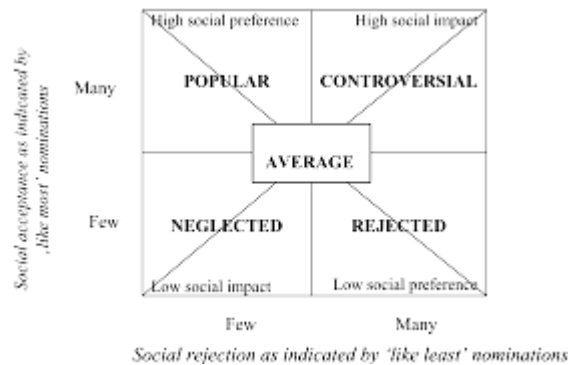 High social preference
High social impact
Many
POPULAR
CONTROVERSIAL
AVERAGE
Social acceptance as indicated by
‚like most’ nominations
Few
NEGLECTED
REJECTED
Low social impact
Low social preference
Few
Many
Social rejection as indicated by ‘like least’ nominations